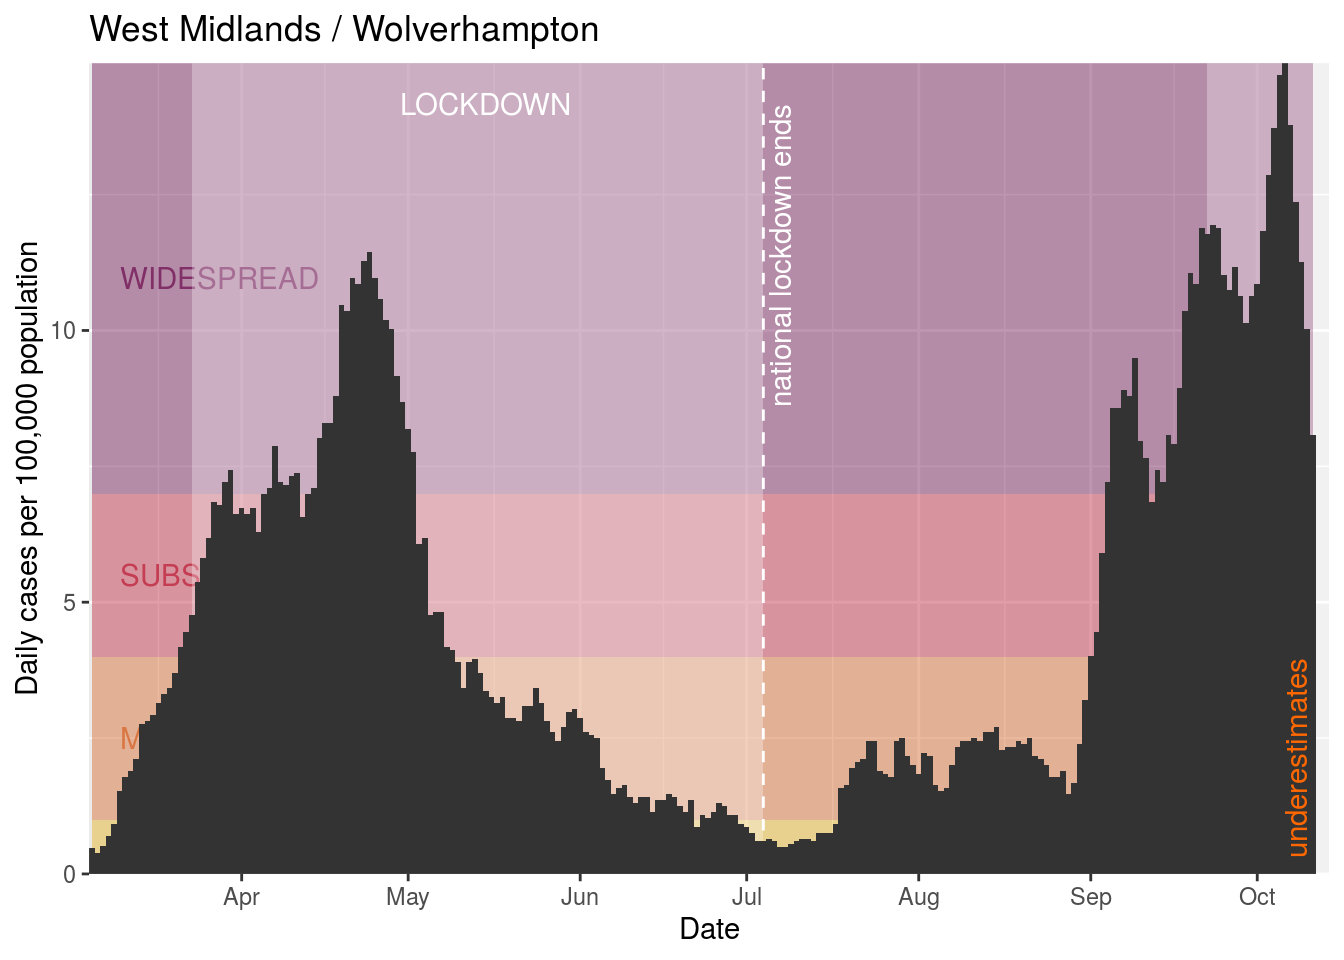 West Midlands / Wolverhampton
LOCKDOWN
national lockdown ends
WIDESPREAD
SUBS
M
underestimates
Daily cases per 100,000 population
10
5
0
Apr May Jun Jul Aug Sep Oct
Date